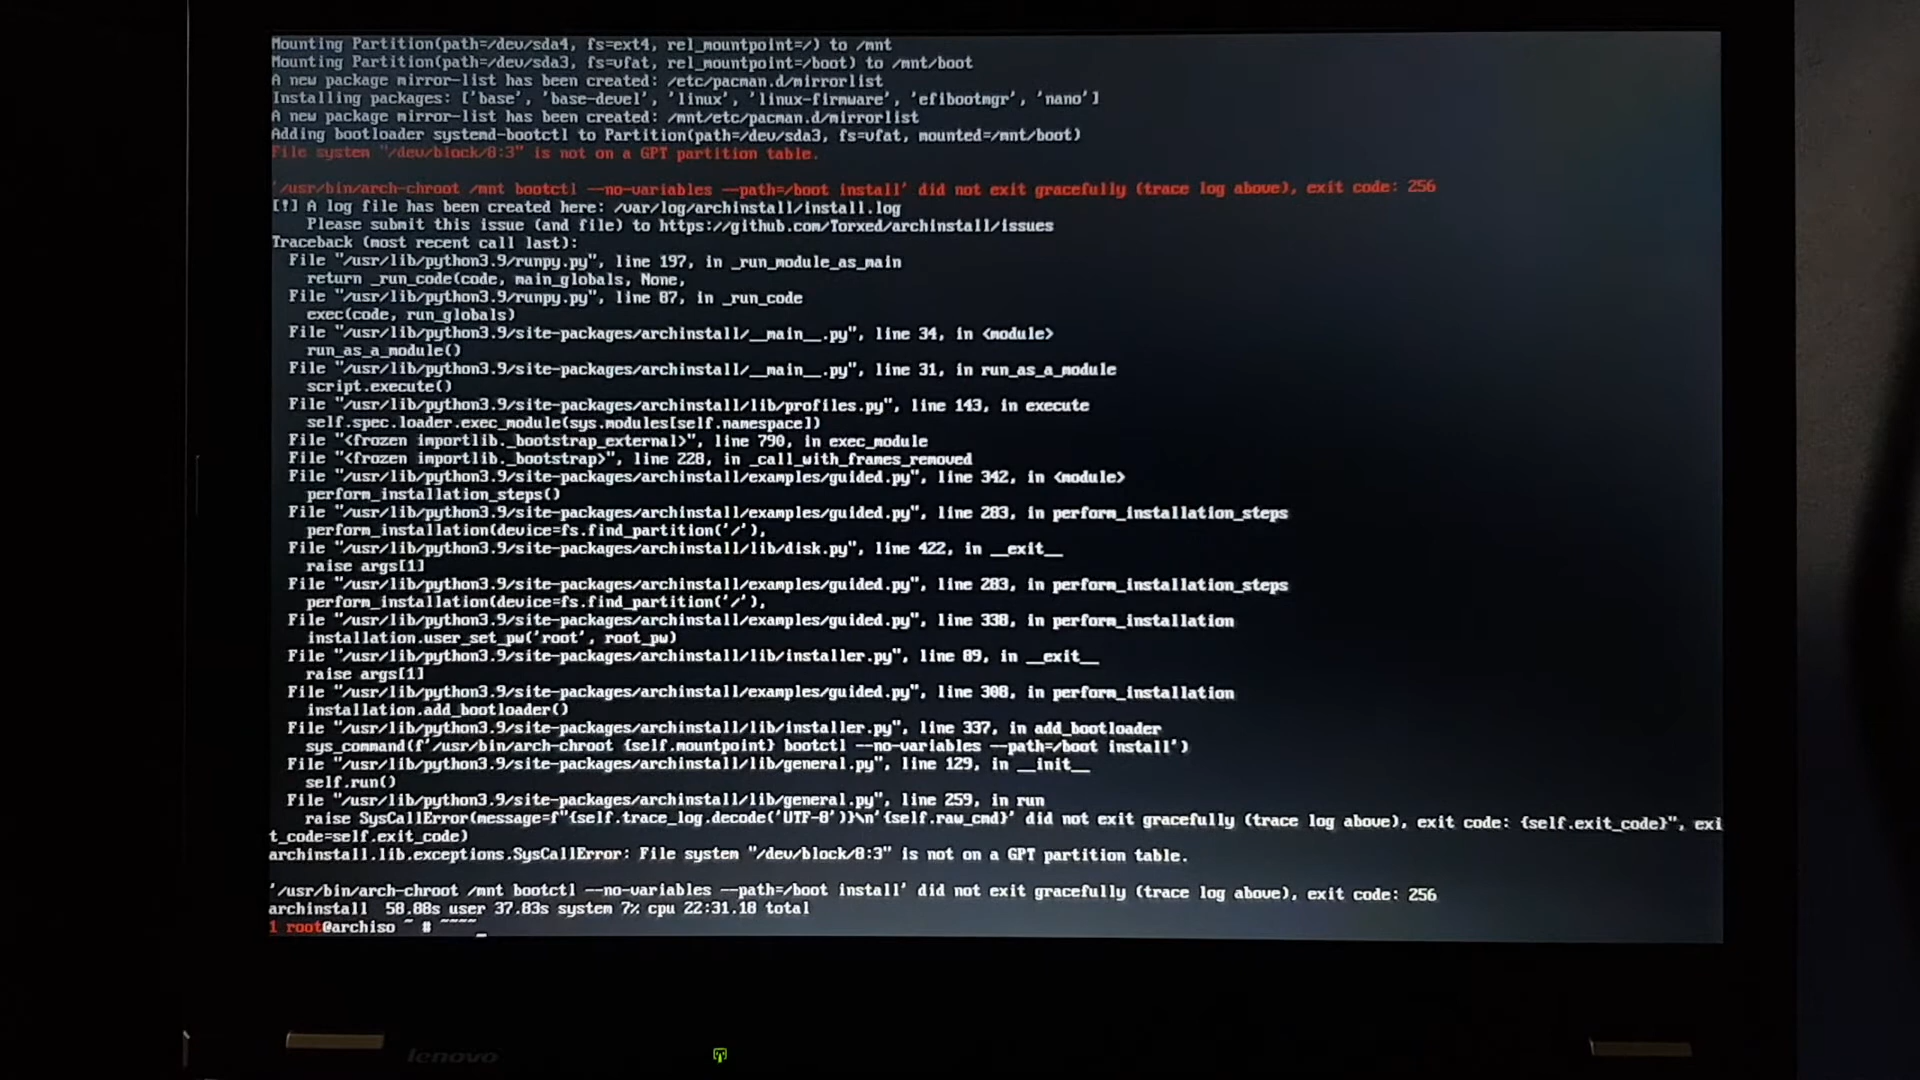 Mounting Partition(path=/dev/sda4, fs=ext4, rel_mountpoint=/) to /mnt
Mounting Partition(path=/dev/sda3, fs=vfat, rel_mountpoint=/boot) to /mnt/boot
A new package mirror-list has been created: /etc/pacman.d/mirrorlist
Installing packages: ['base', 'base-devel', 'linux', 'linux-firmware', 'efibootmgr', 'nano']
A new package mirror-list has been created: /mnt/etc/pacman.d/mirrorlist
Adding bootloader systemd-bootctl to Partition(path=/dev/sda3, fs=vfat, mounted=/mnt/boot)
File system "/dev/block/8:3" is not on a GPT partition table.
'/usr/bin/arch-chroot /mnt bootctl --no-variables --path=/boot install' did not exit gracefully (trace log above), exit code: 256
[!] A log file has been created here: /var/log/archinstall/install.log
Please submit this issue (and file) to https://github.com/Torxed/archinstall/issues
Traceback (most recent call last):
File "/usr/lib/python3.9/runpy.py", line 197, in _run_module_as_main
return _run_code(code, main_globals, None,
File "/usr/lib/python3.9/runpy.py", line 87, in _run_code
exec(code, run_globals)
File "/usr/lib/python3.9/site-packages/archinstall/__main__.py", line 34, in <module>
run_as_a_module()
File "/usr/lib/python3.9/site-packages/archinstall/__main__.py", line 31, in run_as_a_module
script.execute()
File "/usr/lib/python3.9/site-packages/archinstall/lib/profiles.py", line 143, in execute
self.spec.loader.exec_module(sys.modules[self.namespace])
File "<frozen importlib._bootstrap_external>", line 790, in exec_module
File "<frozen importlib._bootstrap>", line 228, in _call_with_frames_removed
File "/usr/lib/python3.9/site-packages/archinstall/examples/guided.py", line 342, in <module>
perform_installation_steps()
File "/usr/lib/python3.9/site-packages/archinstall/examples/guided.py", line 283, in perform_installation_steps
perform_installation(device=fs.find_partition('/'),
File "/usr/lib/python3.9/site-packages/archinstall/lib/disk.py", line 422, in __exit__
raise args[1]
File "/usr/lib/python3.9/site-packages/archinstall/examples/guided.py", line 283, in perform_installation_steps
perform_installation(device=fs.find_partition('/'),
File "/usr/lib/python3.9/site-packages/archinstall/examples/guided.py", line 338, in perform_installation
installation.user_set_pw('root', root_pw)
File "/usr/lib/python3.9/site-packages/archinstall/lib/installer.py", line 89, in __exit__
raise args[1]
File "/usr/lib/python3.9/site-packages/archinstall/examples/guided.py", line 308, in perform_installation
installation.add_bootloader()
File "/usr/lib/python3.9/site-packages/archinstall/lib/installer.py", line 337, in add_bootloader
sys_command(f'/usr/bin/arch-chroot {self.mountpoint} bootctl --no-variables --path=/boot install')
File "/usr/lib/python3.9/site-packages/archinstall/lib/general.py", line 129, in __init__
self.run()
File "/usr/lib/python3.9/site-packages/archinstall/lib/general.py", line 259, in run
raise SysCallError(message=f"{self.trace_log.decode('UTF-8')}\n'{self.raw_cmd}' did not exit gracefully (trace log above), exit code: {self.exit_code}", exi
t_code=self.exit_code)
archinstall.lib.exceptions.SysCallError: File system "/dev/block/8:3" is not on a GPT partition table.
'/usr/bin/arch-chroot /mnt bootctl --no-variables --path=/boot install' did not exit gracefully (trace log above), exit code: 256
archinstall  58.88s user 37.83s system 7% cpu 22:31.18 total
1 root@archiso ~ # ~~~~_
lenovo